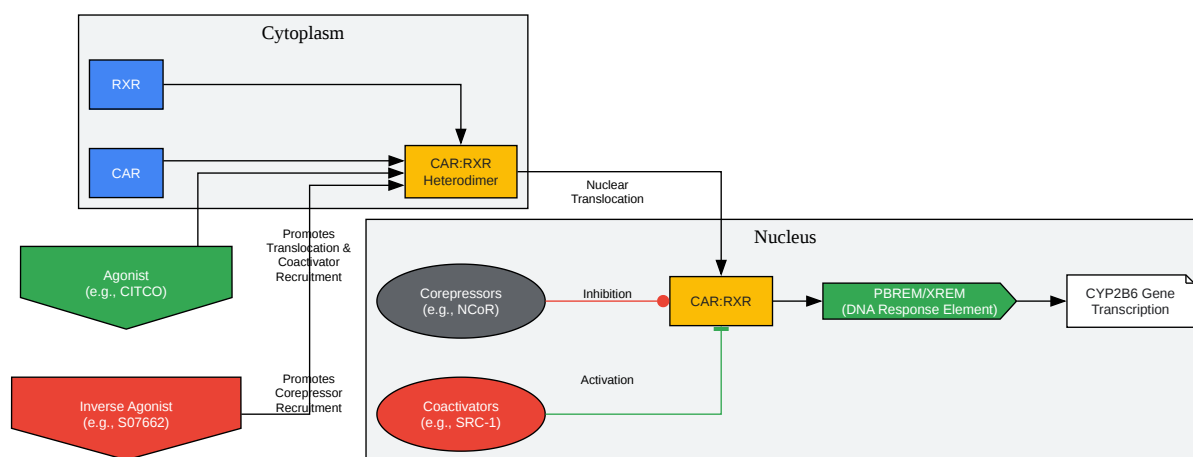 Cytoplasm
RXR
CAR
CAR:RXR
Heterodimer
Nuclear
Translocation
Promotes
Translocation &
Coactivator
Recruitment
Agonist
(e.g., CITCO)
Nucleus
Corepressors
(e.g., NCoR)
Inhibition
CAR:RXR
PBREM/XREM
(DNA Response Element)
CYP2B6 Gene
Transcription
Promotes
Corepressor
Recruitment
Inverse Agonist
(e.g., S07662)
Activation
Coactivators
(e.g., SRC-1)